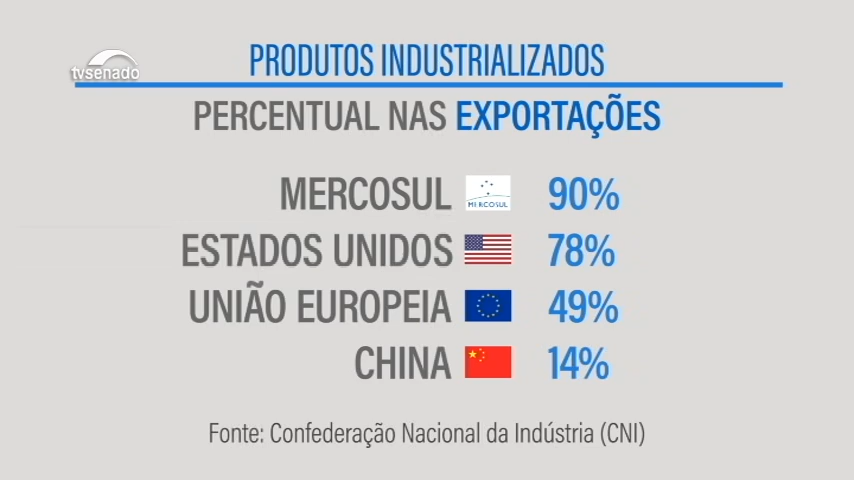 tvsenado
PRODUTOS INDUSTRIALIZADOS
PERCENTUAL NAS EXPORTAÇÕES
MERCOSUL MERCOSUL 90%
ESTADOS UNIDOS 78%
UNIÃO EUROPEIA 49%
CHINA 14%
Fonte: Confederação Nacional da Indústria (CNI)